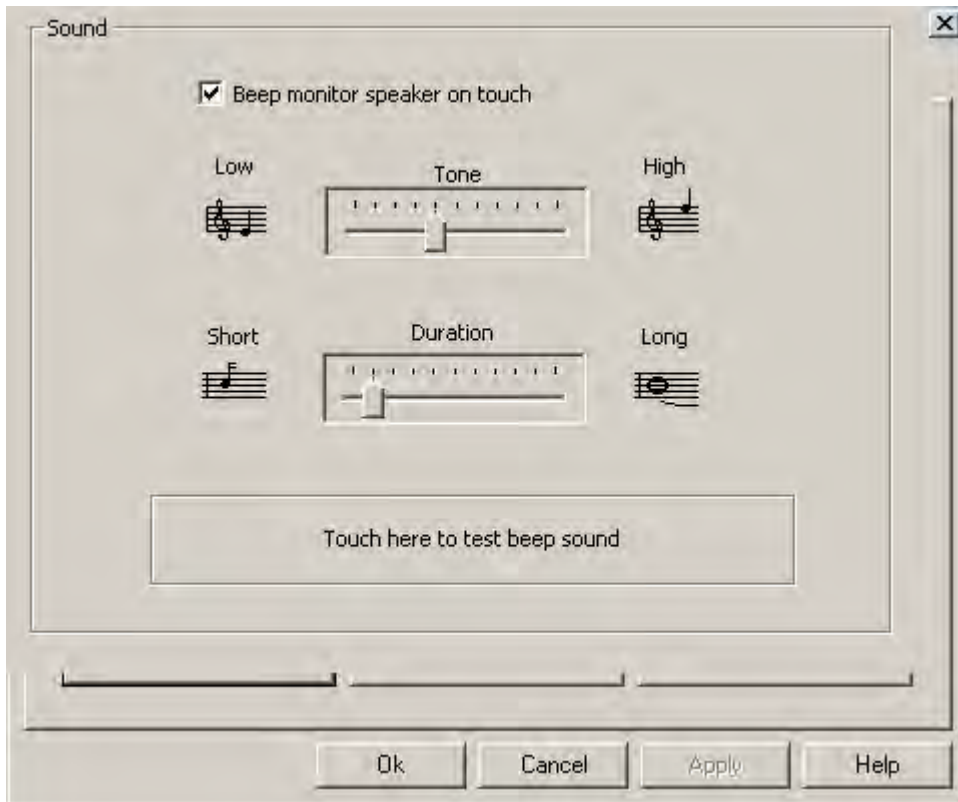 Sound
Beep monitor speaker on touch
Low Tone High
Short Duration Long
Touch here to test beep sound
Ok Cancel Apply Help